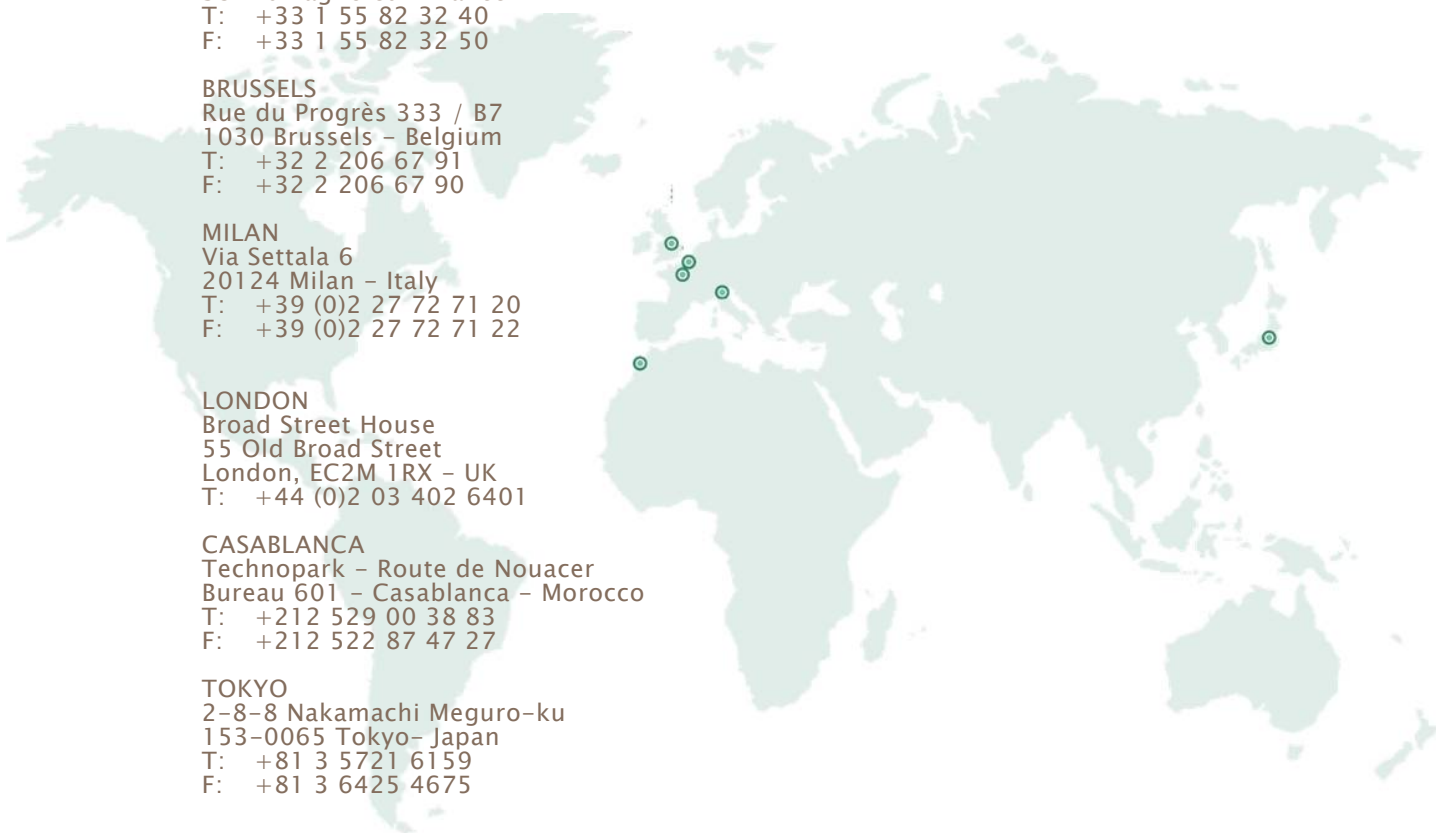 T: +33 1 55 82 32 40
F: +33 1 55 82 32 50
BRUSSELS
Rue du Progrès 333 / B7
1030 Brussels – Belgium
T: +32 2 206 67 91
F: +32 2 206 67 90
MILAN
Via Settala 6
20124 Milan – Italy
T: +39 (0)2 27 72 71 20
F: +39 (0)2 27 72 71 22
LONDON
Broad Street House
55 Old Broad Street
London, EC2M 1RX – UK
T: +44 (0)2 03 402 6401
CASABLANCA
Technopark – Route de Nouacer
Bureau 601 – Casablanca – Morocco
T: +212 529 00 38 83
F: +212 522 87 47 27
TOKYO
2–8–8 Nakamachi Meguro–ku
153–0065 Tokyo– Japan
T: +81 3 5721 6159
F: +81 3 6425 4675